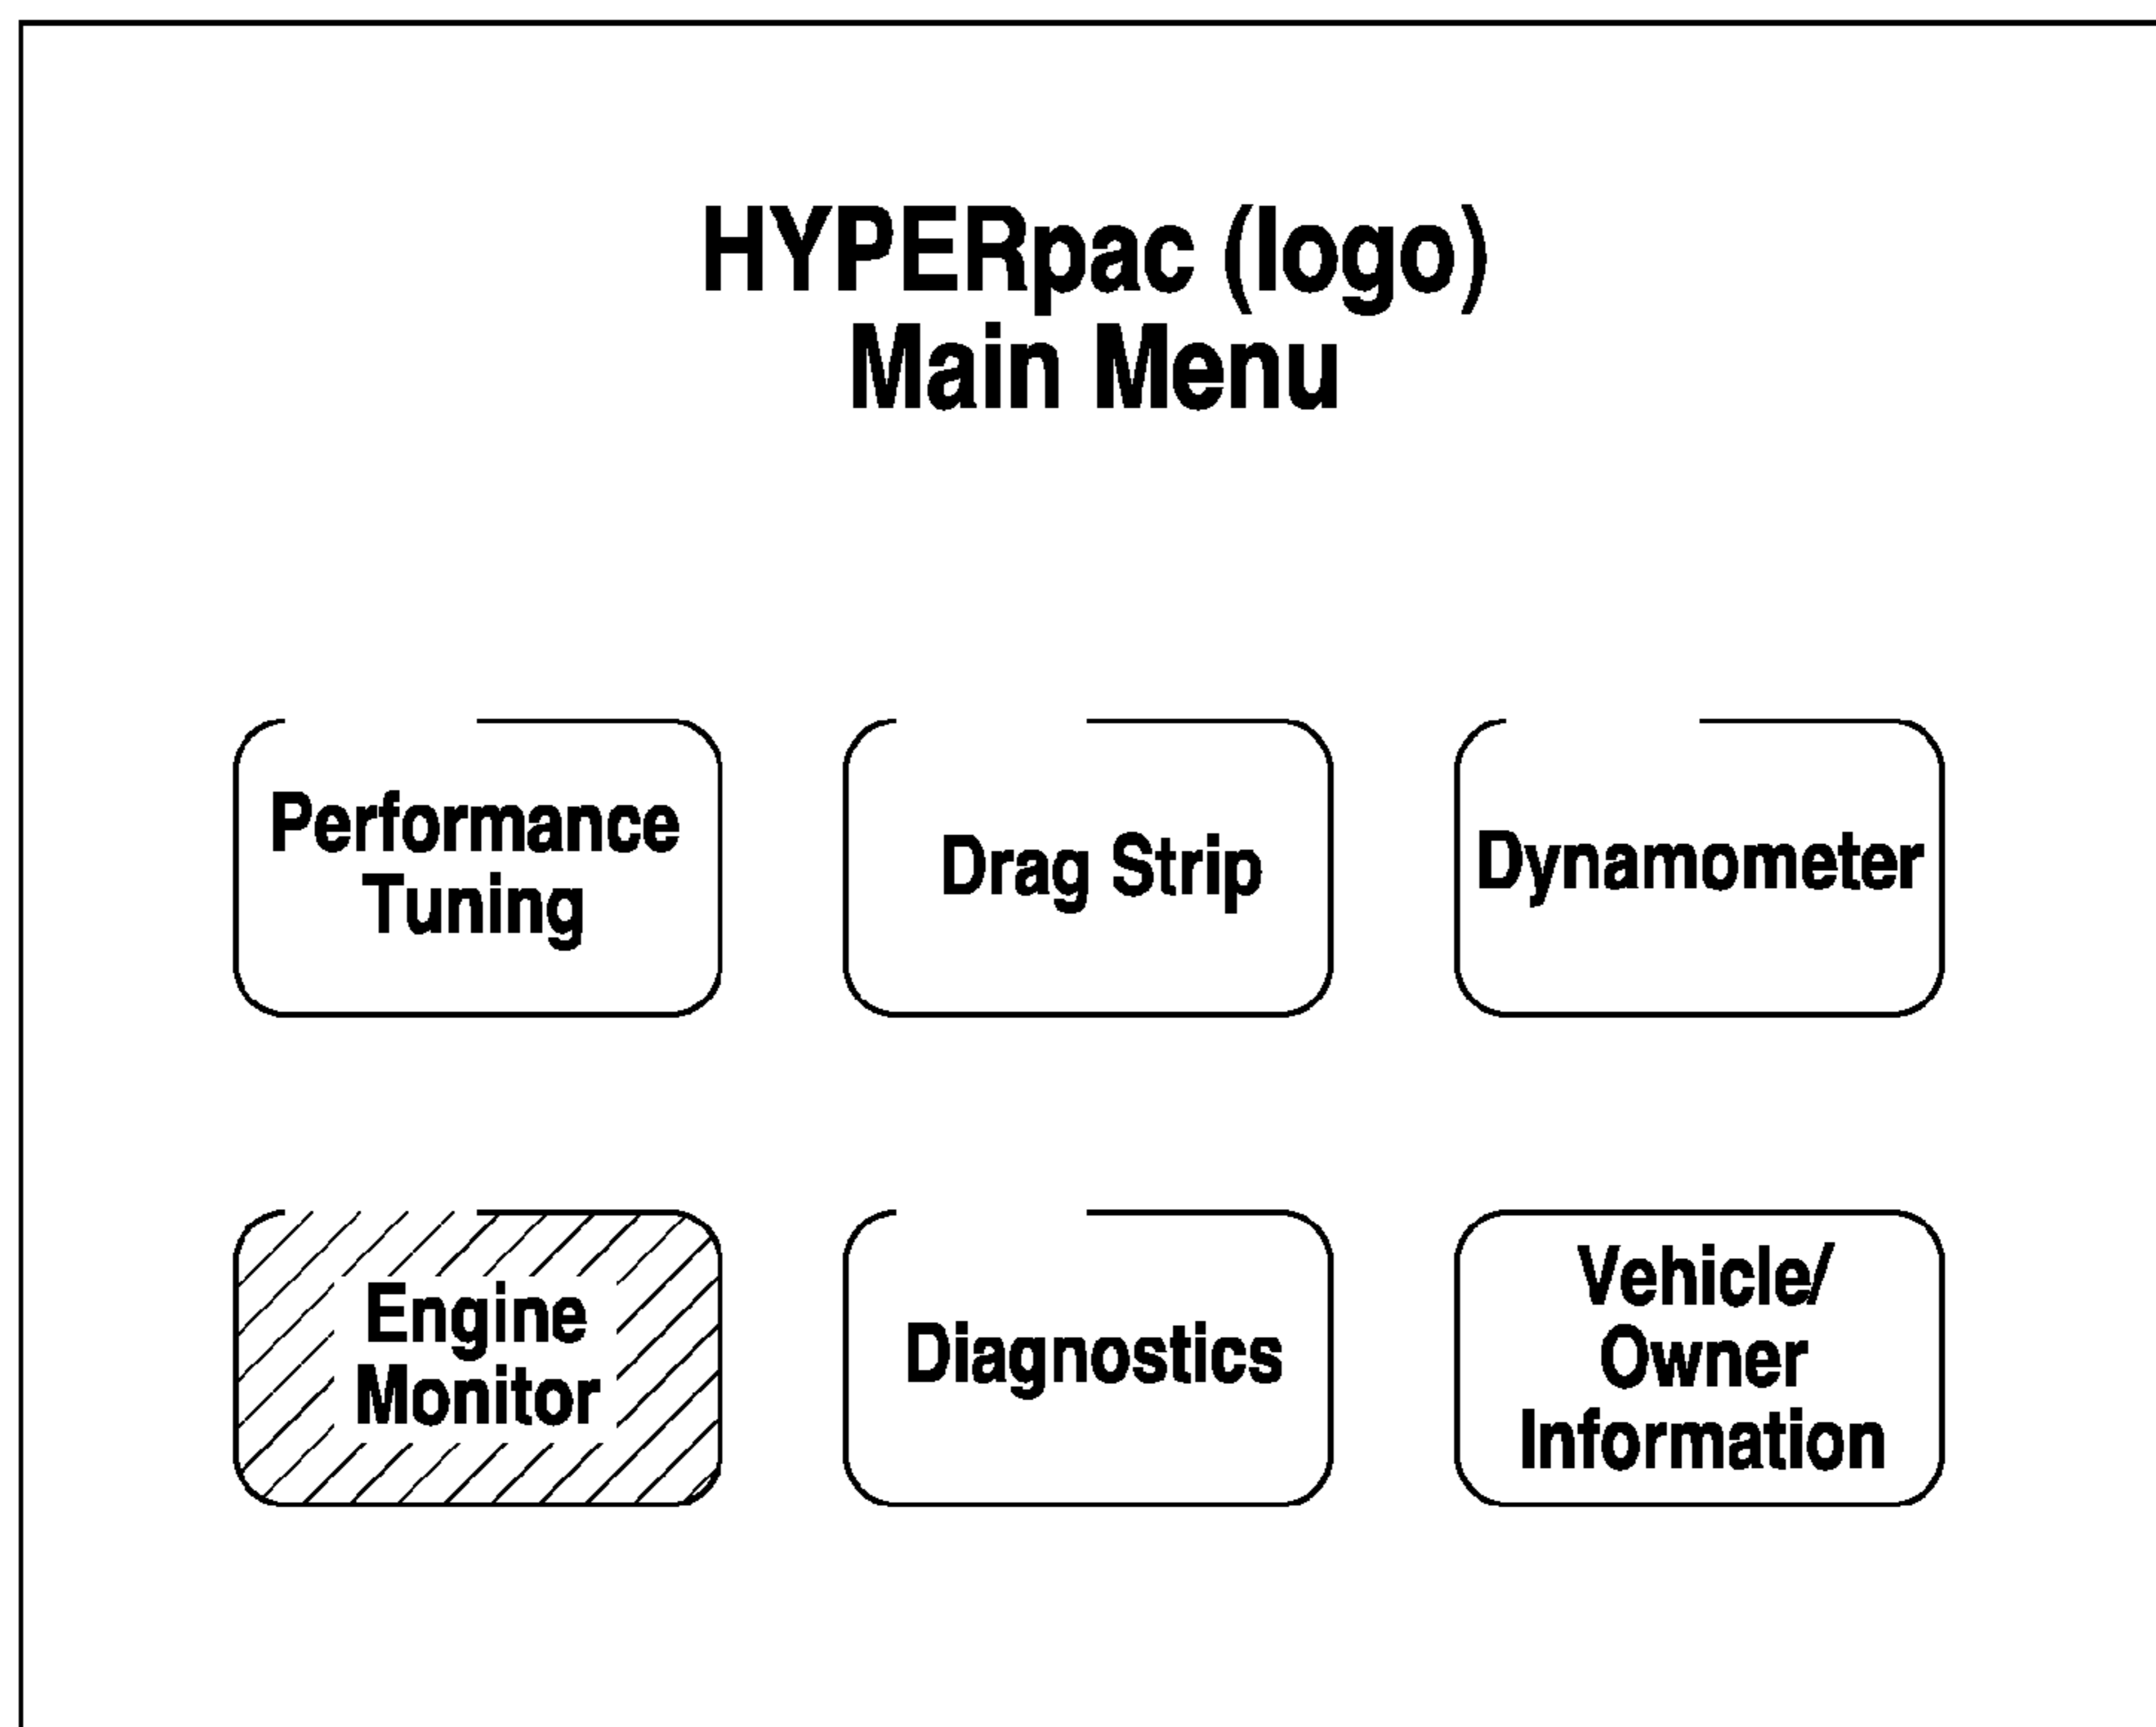 HYPERpac (logo)
Main Menu
Performance
Tuning
Drag Strip
Dynamometer
Engine
Monitor
Diagnostics
Vehicle/
Owner
Information